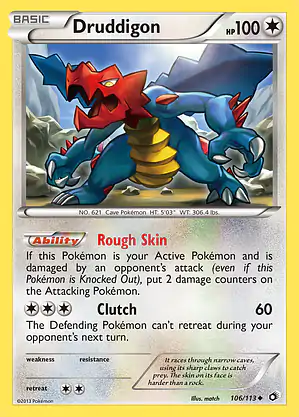 BASIC
Druddigon
HP 100
NO. 621 Cave Pokémon HT: 5'03" WT: 306.4 lbs.
Ability Rough Skin
If this Pokémon is your Active Pokémon and is
damaged by an opponent's attack (even if this
Pokémon is Knocked Out), put 2 damage counters on
the Attacking Pokémon.
Clutch 60
The Defending Pokémon can't retreat during your
opponent's next turn.
weakness resistance
retreat
It races through narrow caves,
using its sharp claws to catch
prey. The skin on its face is
harder than a rock.
Illus. match 106/113
©2013 Pokémon